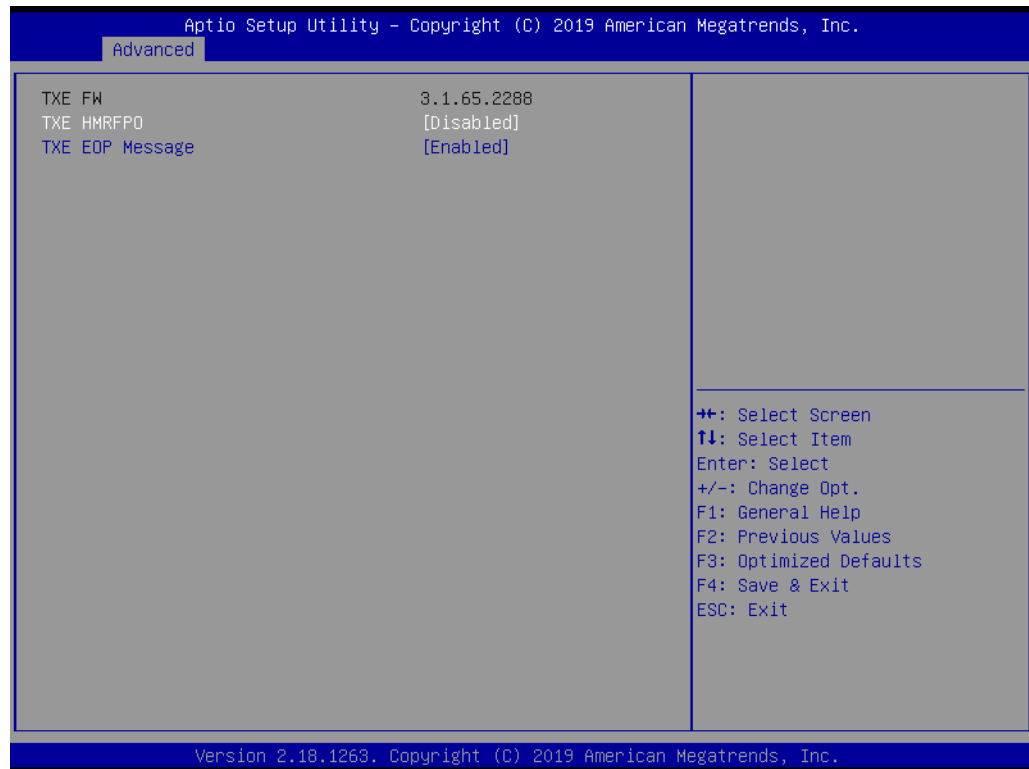 Aptio Setup Utility – Copyright (C) 2019 American Megatrends, Inc.
Advanced
TXE FW 3.1.65.2288
TXE HMRFPO [Disabled]
TXE EOP Message [Enabled]
→←: Select Screen
↑↓: Select Item
Enter: Select
+/-: Change Opt.
F1: General Help
F2: Previous Values
F3: Optimized Defaults
F4: Save & Exit
ESC: Exit
Version 2.18.1263. Copyright (C) 2019 American Megatrends, Inc.